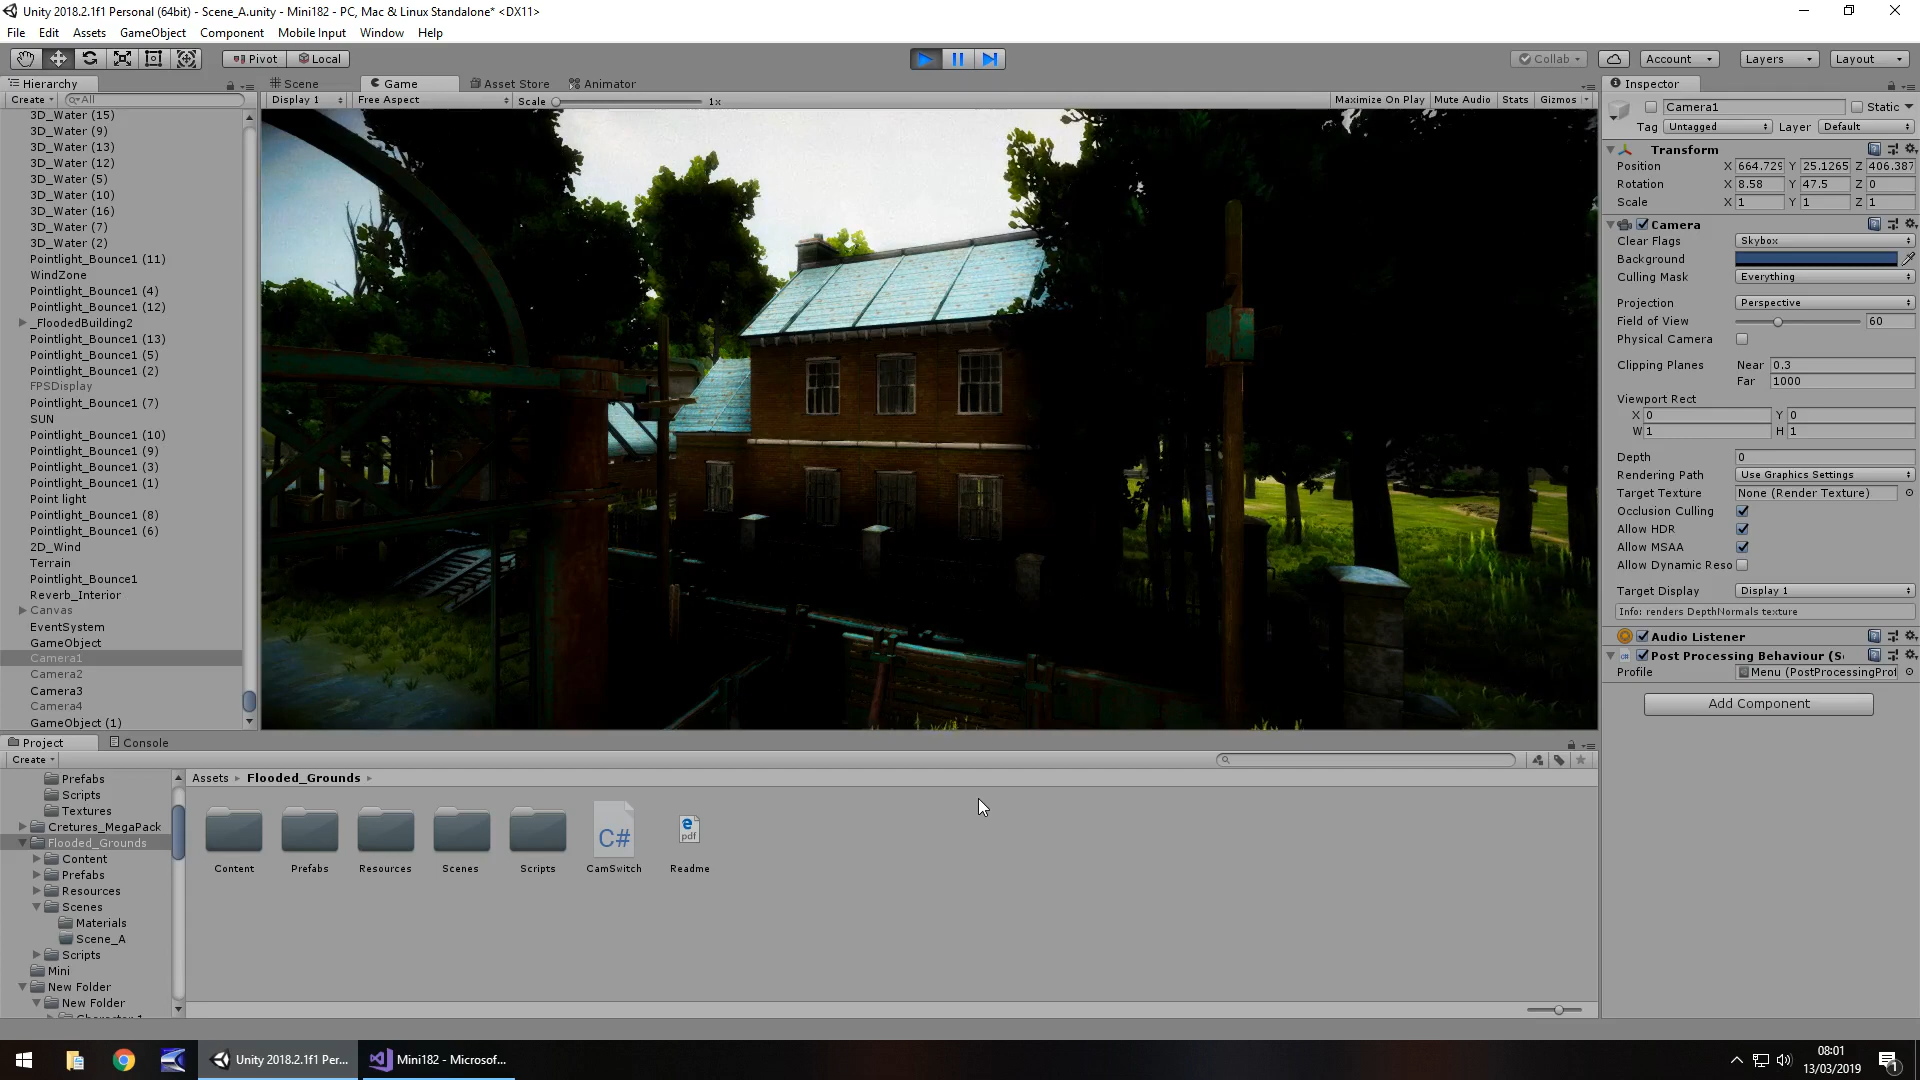 Unity 2018.2.1f1 Personal (64bit) - Scene_A.unity - Mini182 - PC, Mac & Linux Standalone* <DX11>
File Edit Assets GameObject Component Mobile Input Window Help
Pivot Local Collab Account Layers Layout
Hierarchy
Create All
3D_Water (15)
3D_Water (9)
3D_Water (13)
3D_Water (12)
3D_Water (5)
3D_Water (10)
3D_Water (16)
3D_Water (7)
3D_Water (2)
Pointlight_Bounce1 (11)
WindZone
Pointlight_Bounce1 (4)
Pointlight_Bounce1 (12)
_FloodedBuilding2
Pointlight_Bounce1 (13)
Pointlight_Bounce1 (5)
Pointlight_Bounce1 (2)
FPSDisplay
Pointlight_Bounce1 (7)
SUN
Pointlight_Bounce1 (10)
Pointlight_Bounce1 (9)
Pointlight_Bounce1 (3)
Pointlight_Bounce1 (1)
Point light
Pointlight_Bounce1 (8)
Pointlight_Bounce1 (6)
2D_Wind
Terrain
Pointlight_Bounce1
Reverb_Interior
Canvas
EventSystem
GameObject
Camera1
Camera2
Camera3
Camera4
GameObject (1)
Scene Game Asset Store Animator
Display 1 Free Aspect Scale 1x Maximize On Play Mute Audio Stats Gizmos
Inspector
Camera1 Static
Tag Untagged Layer Default
Transform
Position X 664.729 Y 25.1265 Z 406.387
Rotation X 8.58 Y 47.5 Z 0
Scale X 1 Y 1 Z 1
Camera
Clear Flags Skybox
Background
Culling Mask Everything
Projection Perspective
Field of View 60
Physical Camera
Clipping Planes Near 0.3
Far 1000
Viewport Rect
X 0 Y 0
W 1 H 1
Depth 0
Rendering Path Use Graphics Settings
Target Texture None (Render Texture)
Occlusion Culling
Allow HDR
Allow MSAA
Allow Dynamic Reso
Target Display Display 1
Info: renders DepthNormals texture
Audio Listener
Post Processing Behaviour (S
Profile Menu (PostProcessingProf
Add Component
Project Console
Create
Prefabs
Scripts
Textures
Cretures_MegaPack
Flooded_Grounds
Content
Prefabs
Resources
Scenes
Materials
Scene_A
Scripts
Mini
New Folder
New Folder
Assets Flooded_Grounds
C# pdf
Content Prefabs Resources Scenes Scripts CamSwitch Readme
Unity 2018.2.1f1 Per... Mini182 - Microsof...
08:01
13/03/2019
1